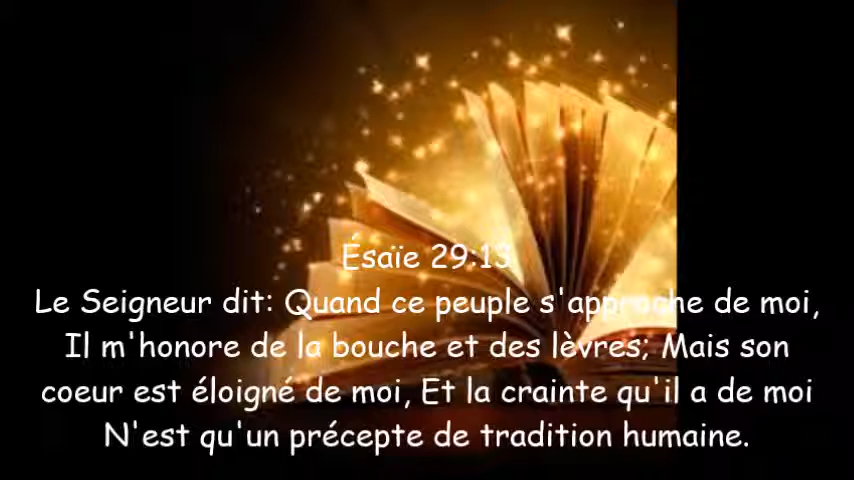 Ésaïe 29:13
Le Seigneur dit: Quand ce peuple s'approche de moi,
Il m'honore de la bouche et des lèvres; Mais son
coeur est éloigné de moi, Et la crainte qu'il a de moi
N'est qu'un précepte de tradition humaine.